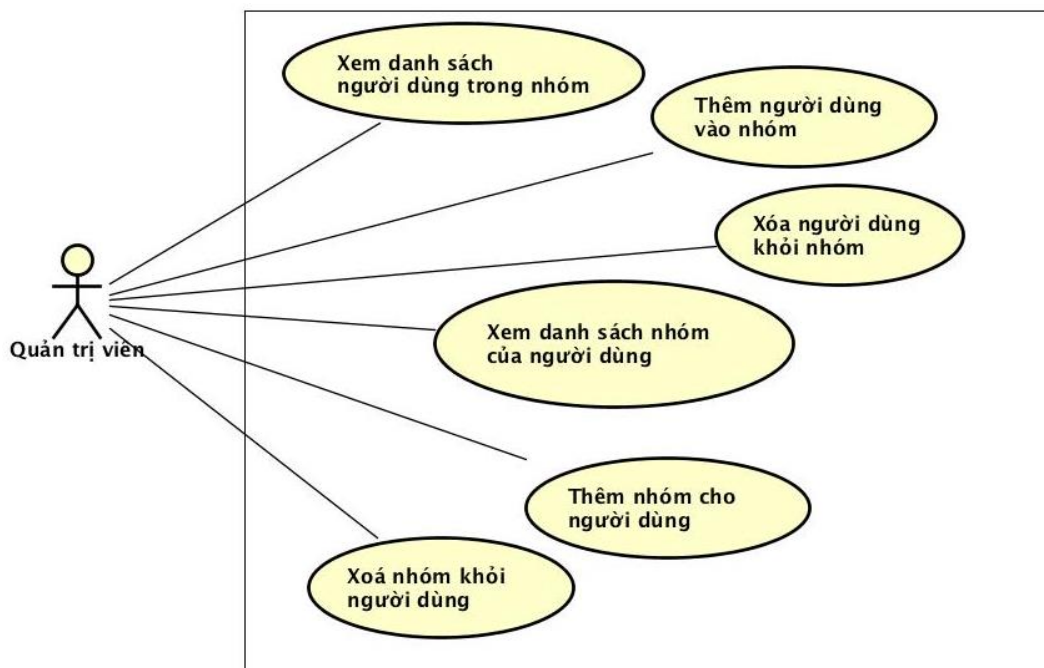 Xem danh sách
người dùng trong nhóm
Thêm người dùng
vào nhóm
Xóa người dùng
khỏi nhóm
Quản trị viên
Xem danh sách nhóm
của người dùng
Thêm nhóm cho
người dùng
Xoá nhóm khỏi
người dùng